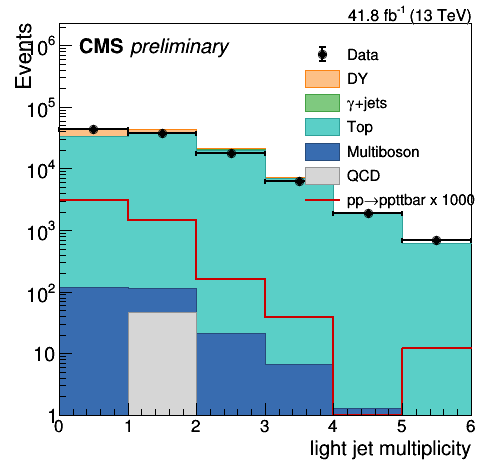 41.8 fb⁻¹ (13 TeV)
Events
CMS preliminary
Data
DY
γ+jets
Top
Multiboson
QCD
pp→ppttbar x 1000
10⁶
10⁵
10⁴
10³
10²
10
1
0 1 2 3 4 5 6
light jet multiplicity